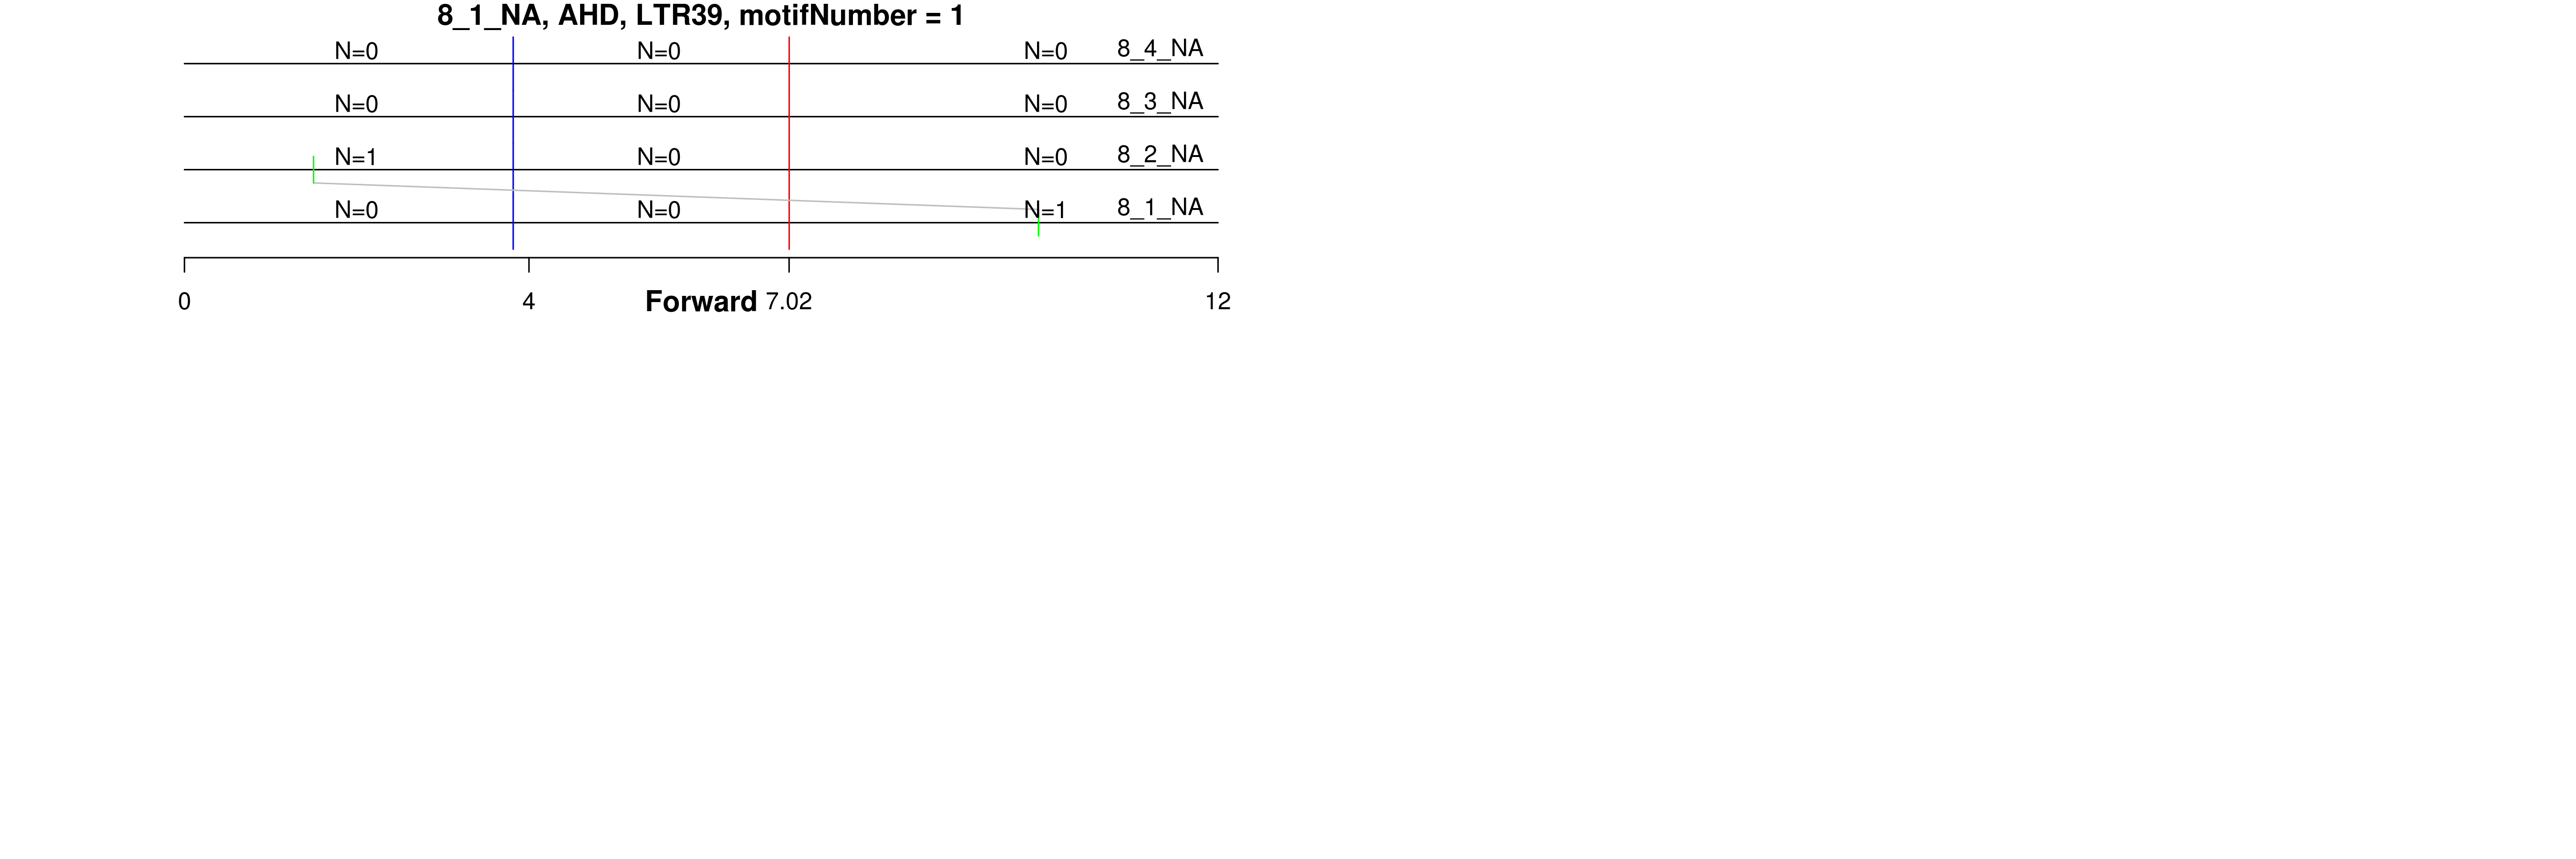 8_1_NA, AHD, LTR39, motifNumber = 1
N=0 N=0 N=0 8_4_NA
N=0 N=0 N=0 8_3_NA
N=1 N=0 N=0 8_2_NA
N=0 N=0 N=1 8_1_NA
0 4 Forward 7.02 12